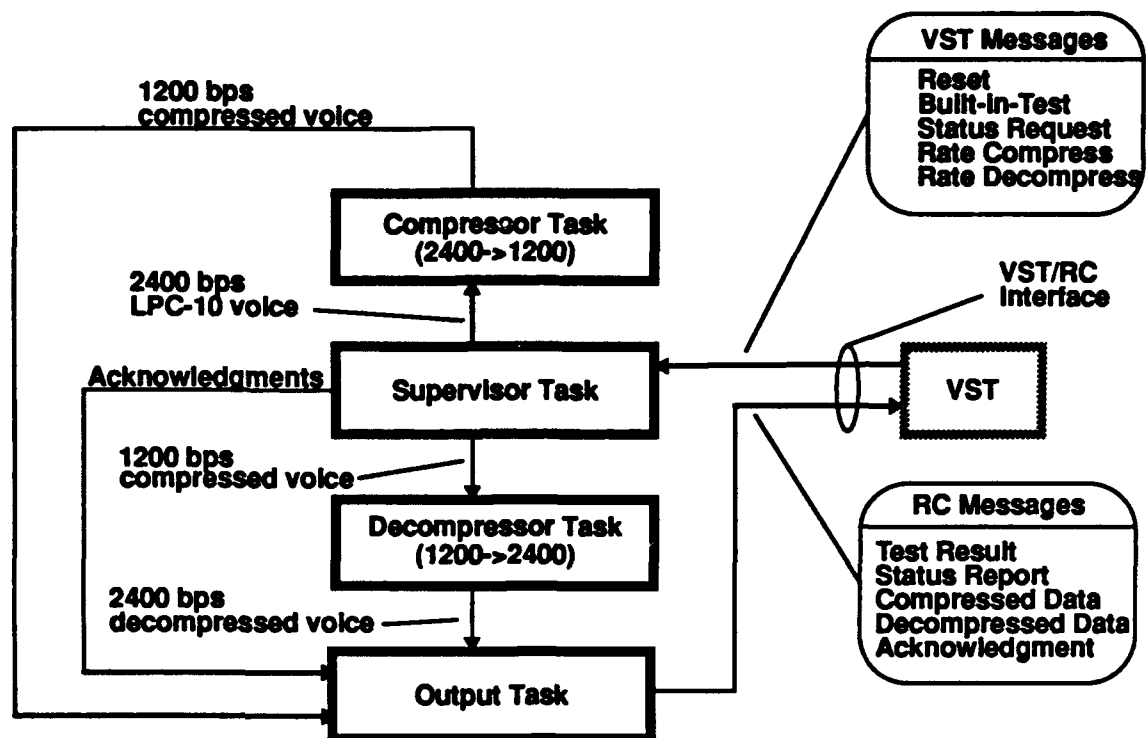 VST Messages
Reset
Built-In-Test
Status Request
Rate Compress
Rate Decompress
1200 bps
compressed voice
Compressor Task
(2400->1200)
2400 bps
LPC-10 voice
VST/RC
Interface
Acknowledgments
Supervisor Task
VST
1200 bps
compressed voice
Decompressor Task
(1200->2400)
RC Messages
Test Result
Status Report
Compressed Data
Decompressed Data
Acknowledgment
2400 bps
decompressed voice
Output Task